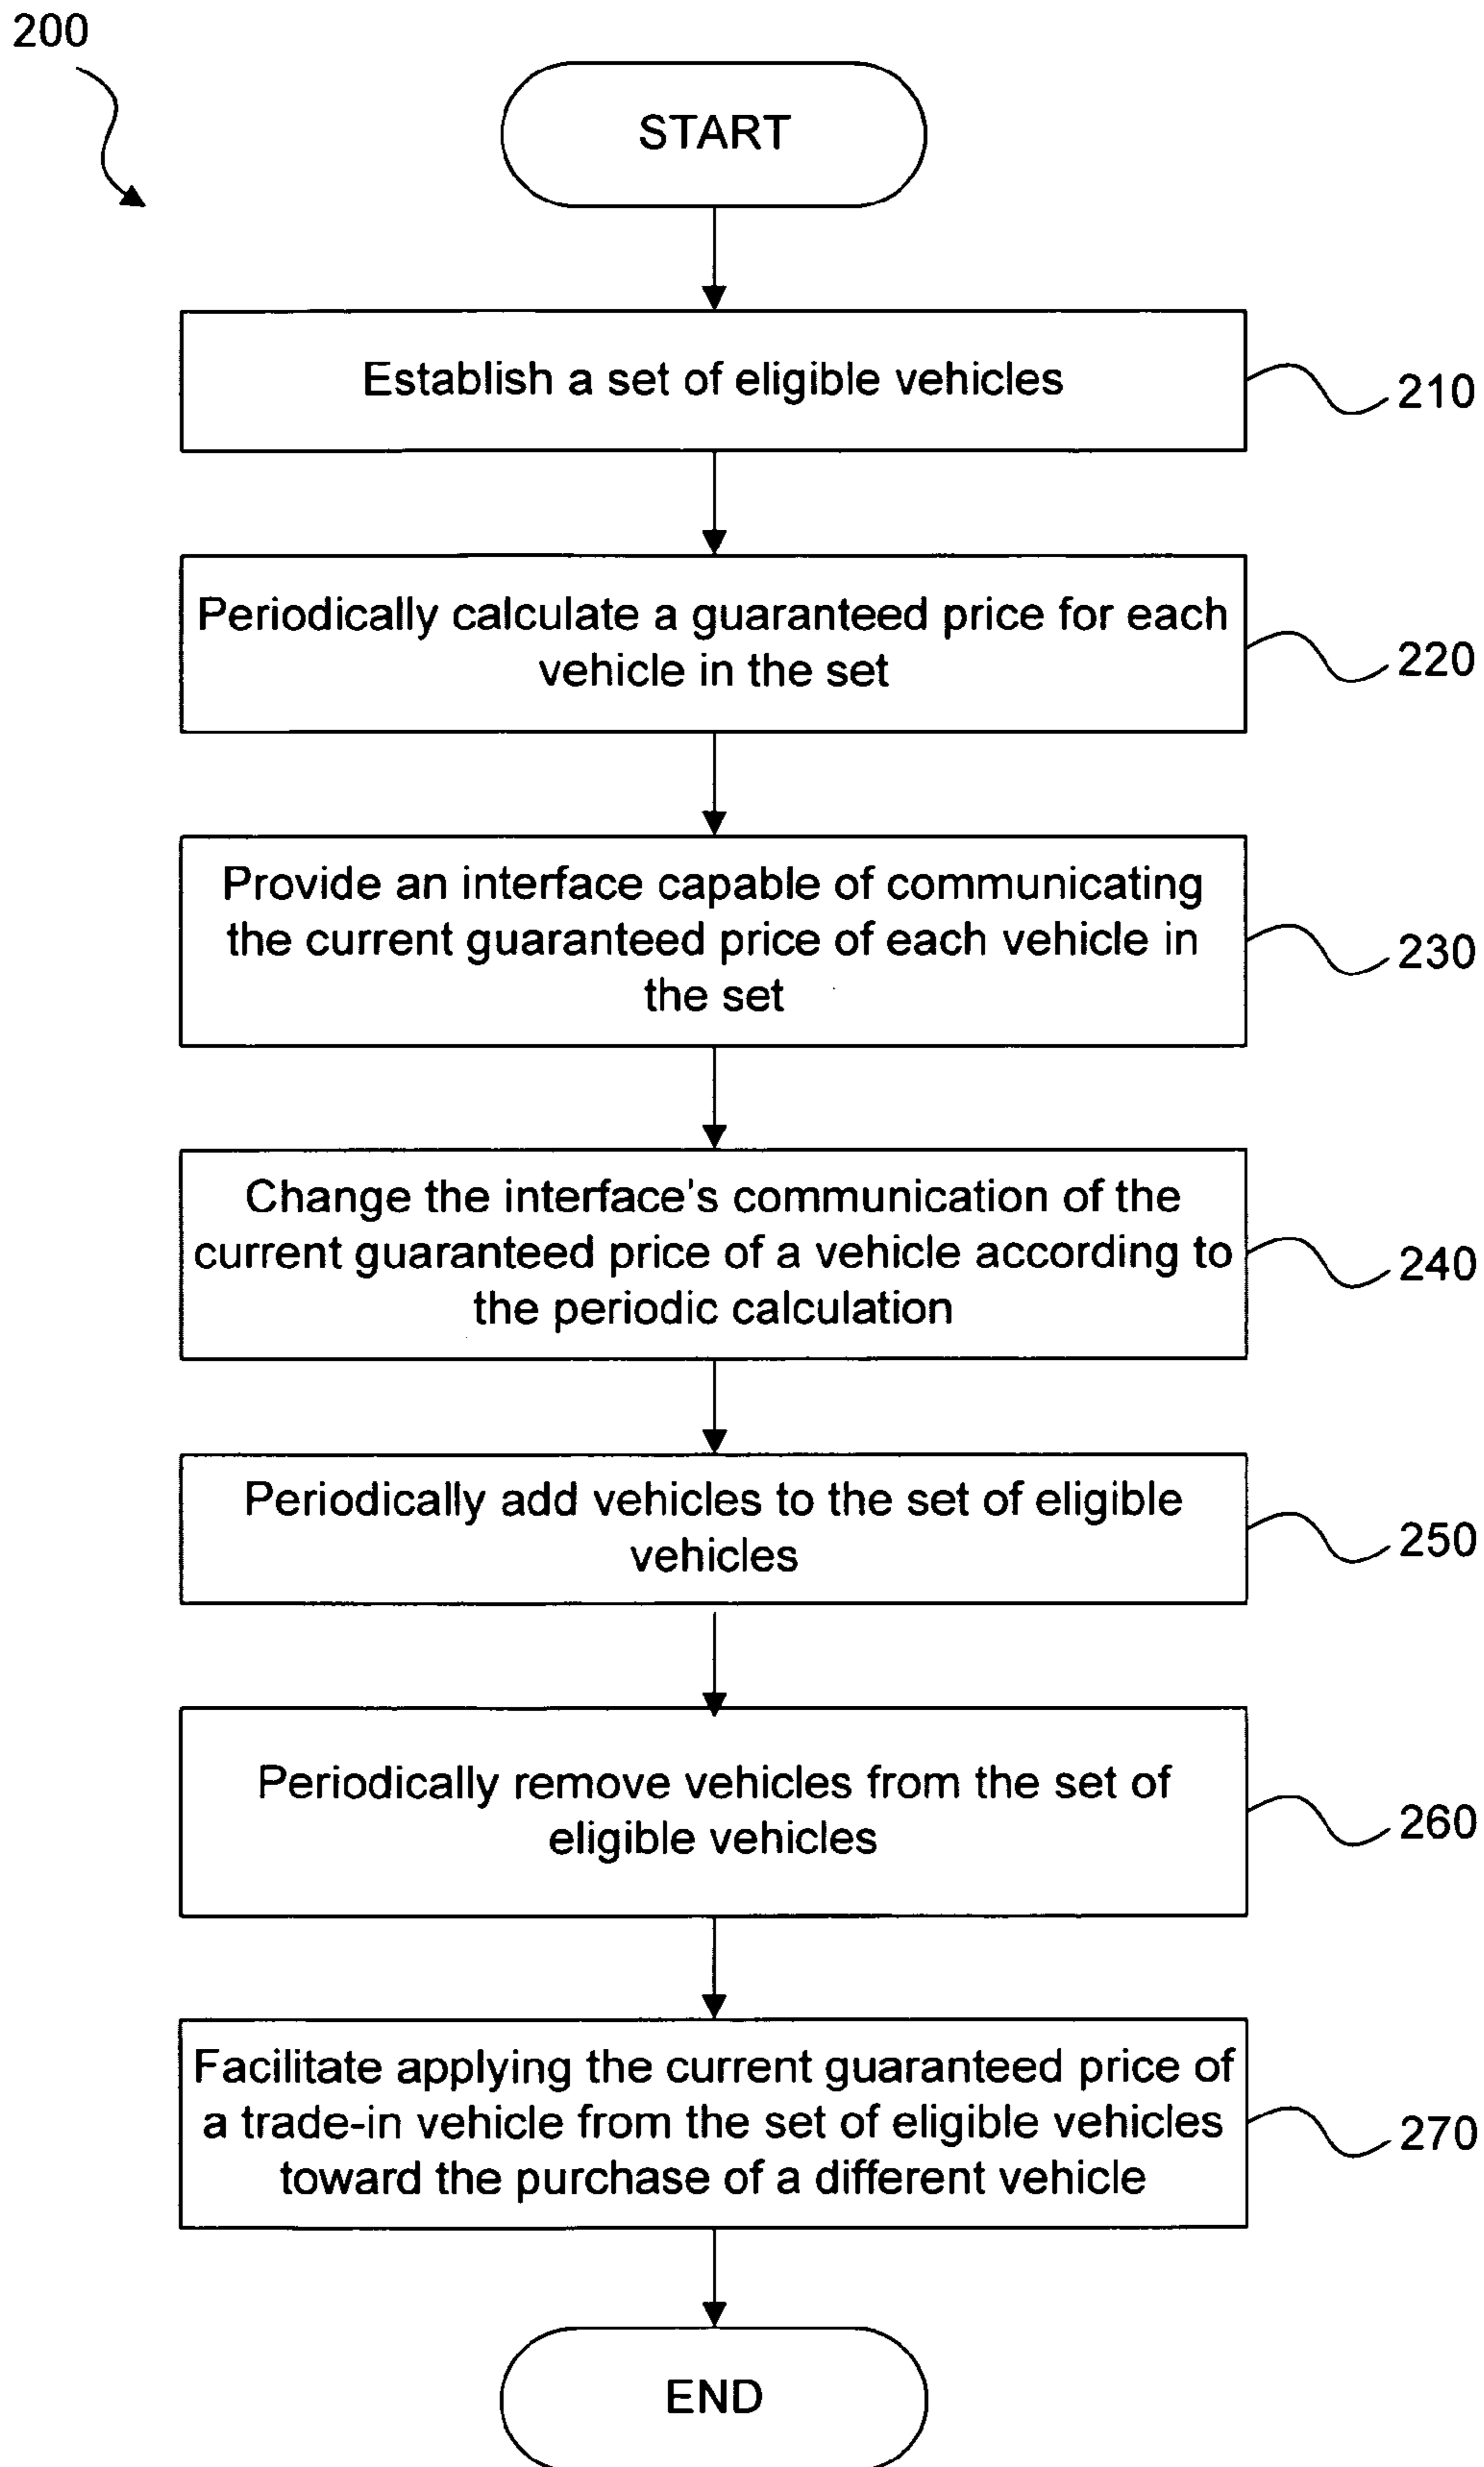 200
START
Establish a set of eligible vehicles
210
Periodically calculate a guaranteed price for each
vehicle in the set
220
Provide an interface capable of communicating
the current guaranteed price of each vehicle in
the set
230
Change the interface's communication of the
current guaranteed price of a vehicle according to
the periodic calculation
240
Periodically add vehicles to the set of eligible
vehicles
250
Periodically remove vehicles from the set of
eligible vehicles
260
Facilitate applying the current guaranteed price of
a trade-in vehicle from the set of eligible vehicles
toward the purchase of a different vehicle
270
END